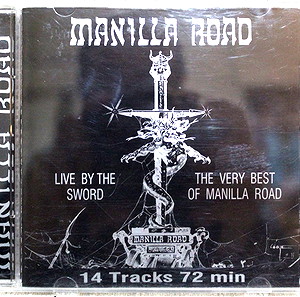 MANILLA ROAD
MANILLA ROAD
LIVE BY THE
SWORD
THE VERY BEST
OF MANILLA ROAD
MANILLA ROAD
14 Tracks 72 min